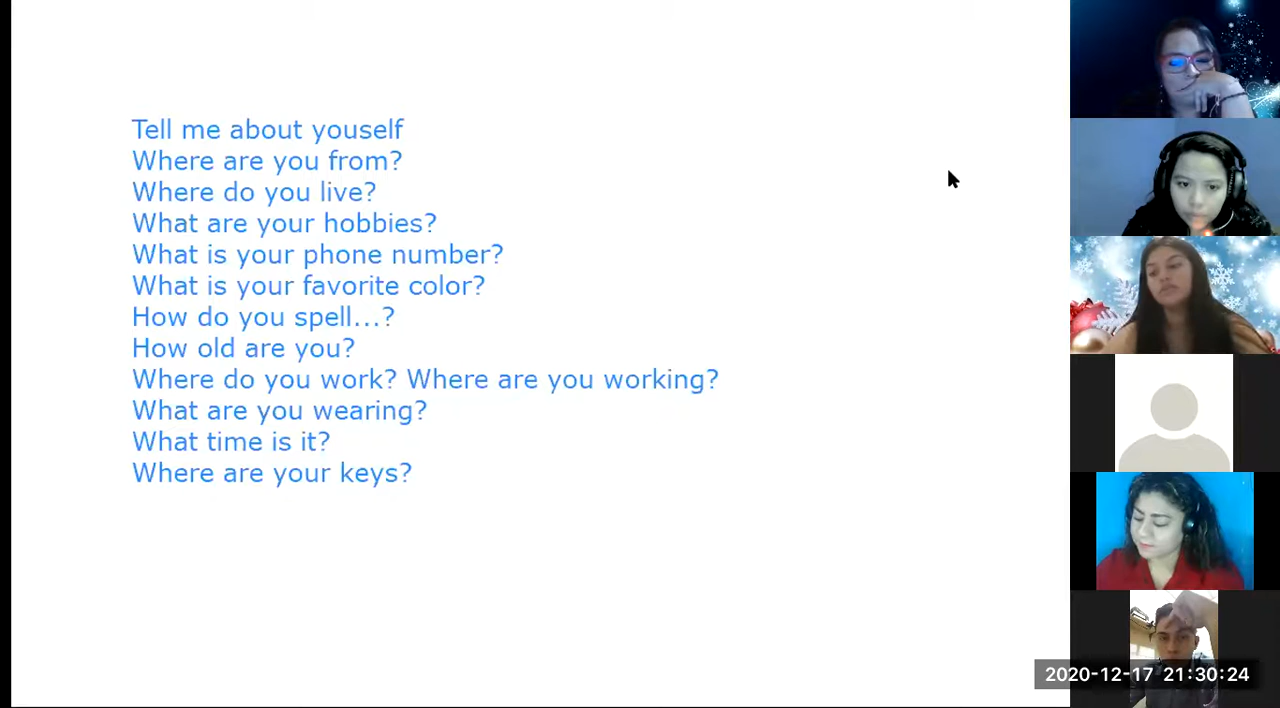 Tell me about youself
Where are you from?
Where do you live?
What are your hobbies?
What is your phone number?
What is your favorite color?
How do you spell...?
How old are you?
Where do you work? Where are you working?
What are you wearing?
What time is it?
Where are your keys?
2020-12-17 21:30:24